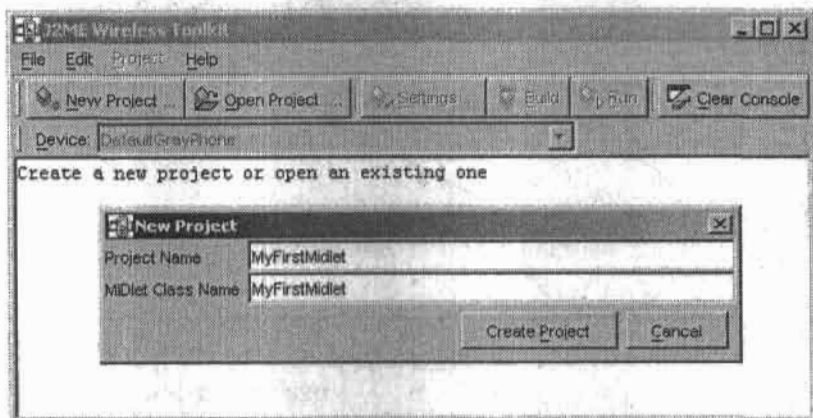 J2ME Wireless Toolkit
File Edit Project Help
New Project ... Open Project ... Settings ... Build Run Clear Console
Device: DefaultGrayPhone
Create a new project or open an existing one
New Project
Project Name MyFirstMidlet
MIDlet Class Name MyFirstMidlet
Create Project Cancel